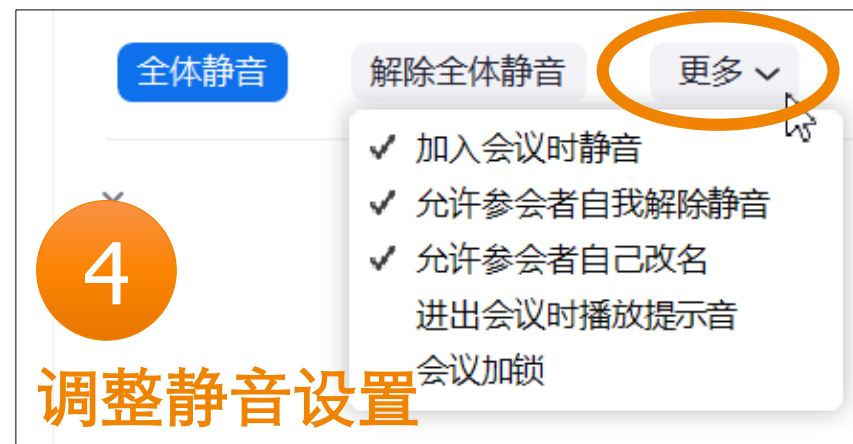 全体静音 解除全体静音 更多
加入会议时静音
允许参会者自我解除静音
允许参会者自己改名
进出会议时播放提示音
会议加锁
4
调整静音设置